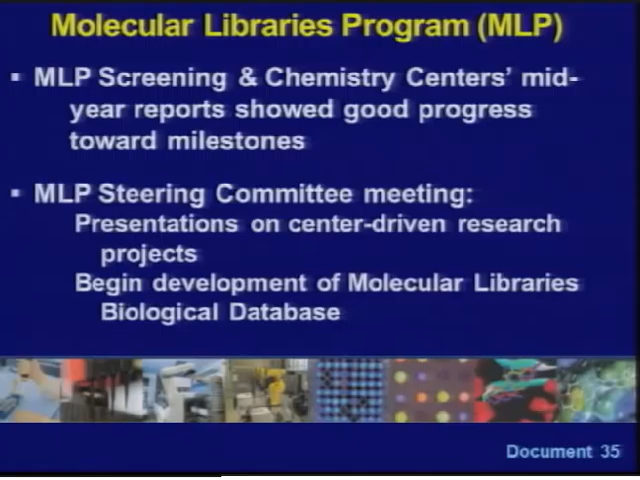 Molecular Libraries Program (MLP)
▪ MLP Screening & Chemistry Centers' mid-
year reports showed good progress
toward milestones
▪ MLP Steering Committee meeting:
Presentations on center-driven research
projects
Begin development of Molecular Libraries
Biological Database
Document 35